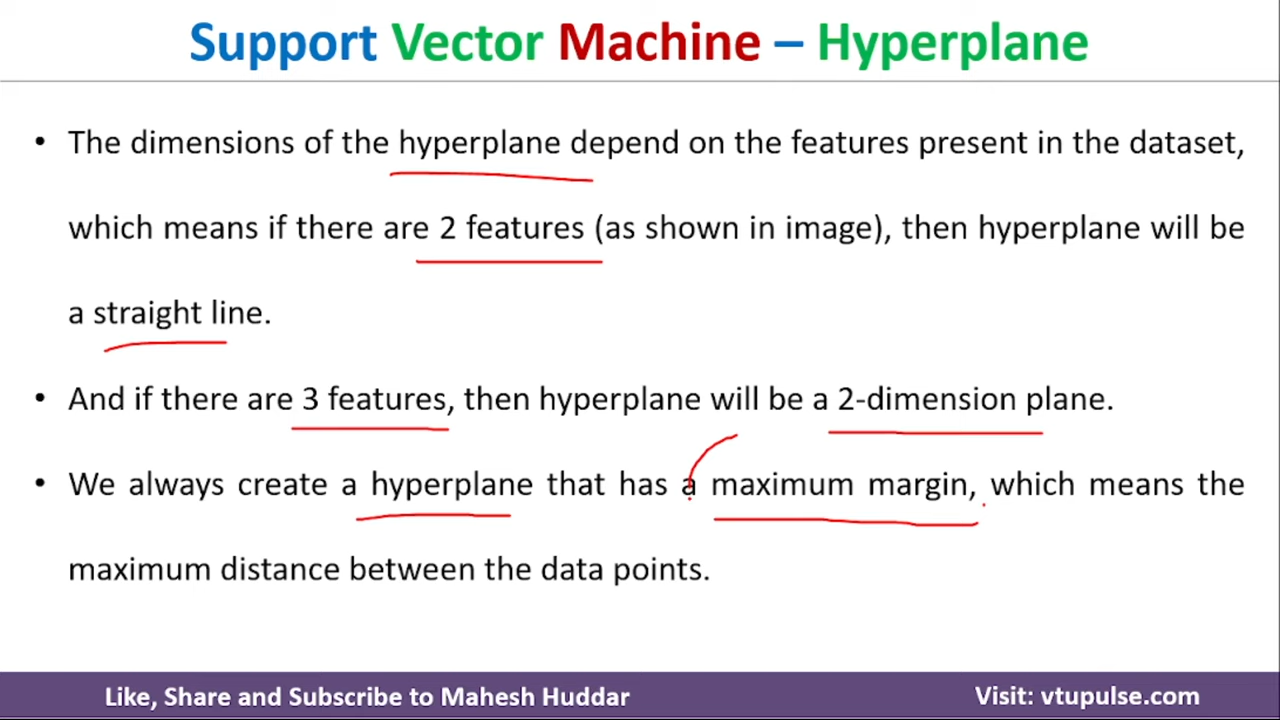 Support Vector Machine – Hyperplane
• The dimensions of the hyperplane depend on the features present in the dataset,
which means if there are 2 features (as shown in image), then hyperplane will be
a straight line.
• And if there are 3 features, then hyperplane will be a 2-dimension plane.
• We always create a hyperplane that has a maximum margin, which means the
maximum distance between the data points.
Like, Share and Subscribe to Mahesh Huddar
Visit: vtupulse.com